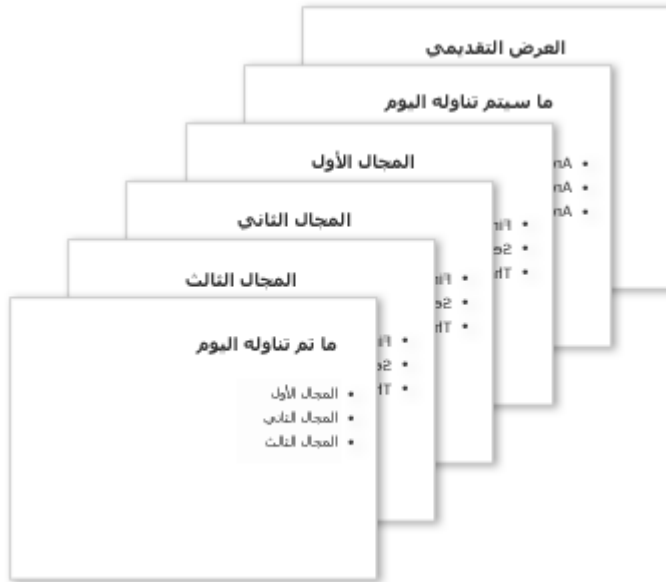 العرض التقديمي
ما سيتم تناوله اليوم
المجال الأول
المجال الثاني
المجال الثالث
ما تم تناوله اليوم
• المجال الأول
• المجال الثاني
• المجال الثالث